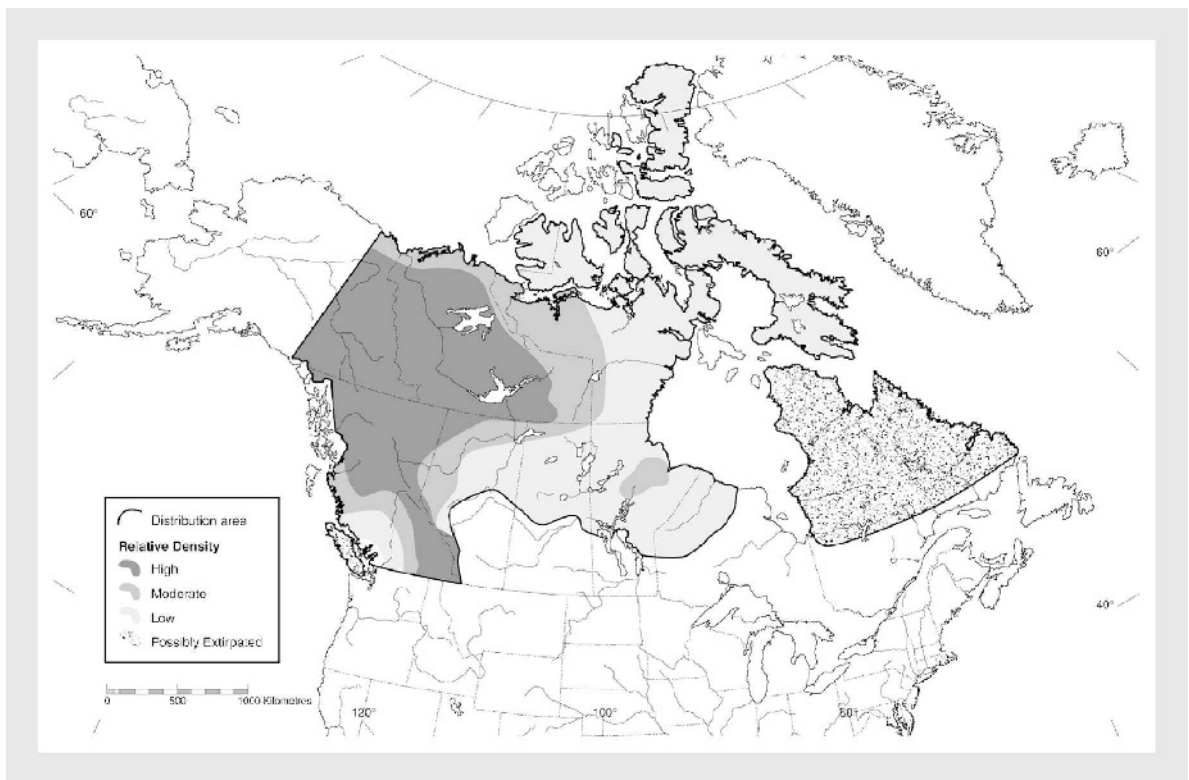 60°
60°
40°
Distribution area
Relative Density
High
Moderate
Low
Possibly Extirpated
0 500 1000 Kilometres
120°
100°
80°